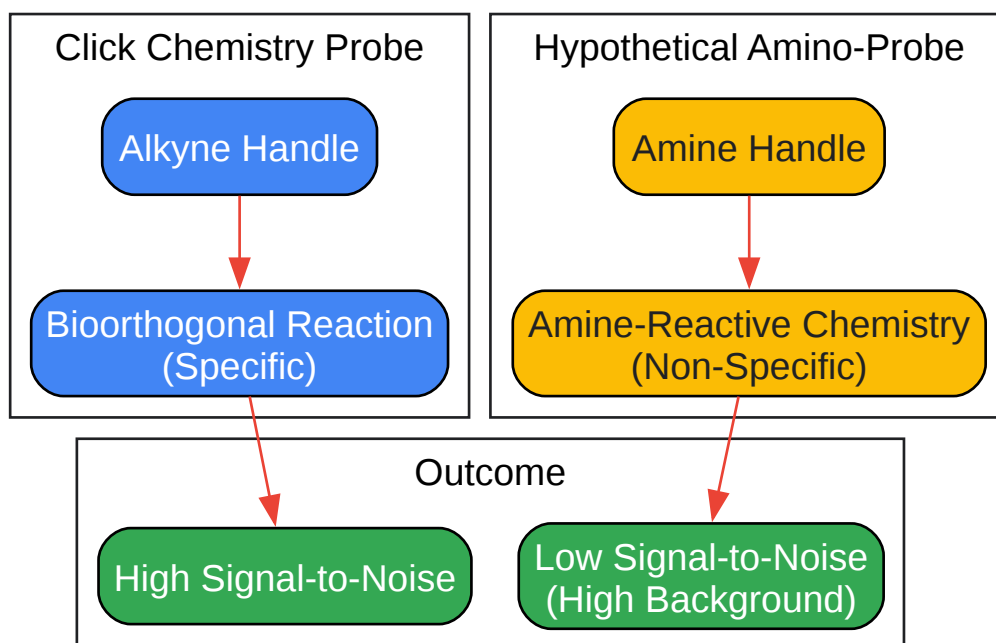 Click Chemistry Probe
Alkyne Handle
Bioorthogonal Reaction
(Specific)
Hypothetical Amino-Probe
Amine Handle
Amine-Reactive Chemistry
(Non-Specific)
Outcome
High Signal-to-Noise
Low Signal-to-Noise
(High Background)